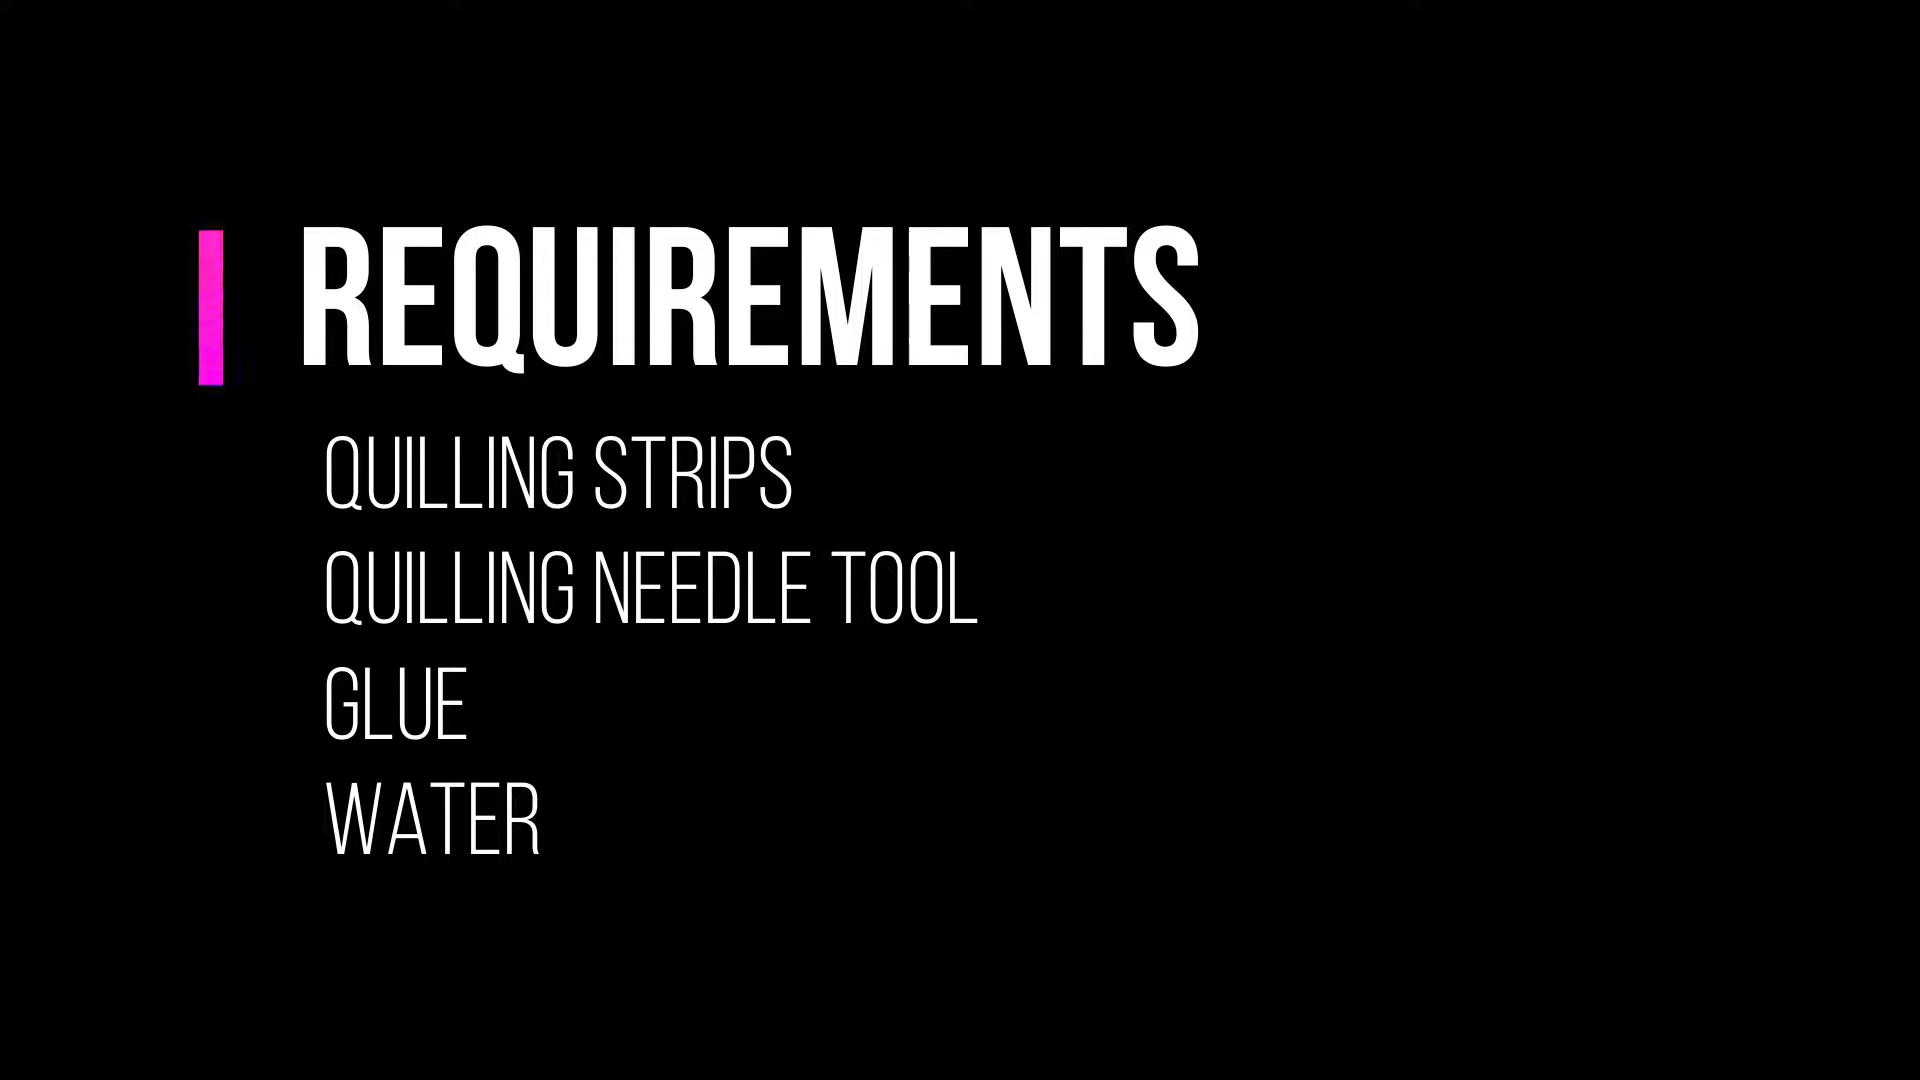 REQUIREMENTS
QUILLING STRIPS
QUILLING NEEDLE TOOL
GLUE
WATER